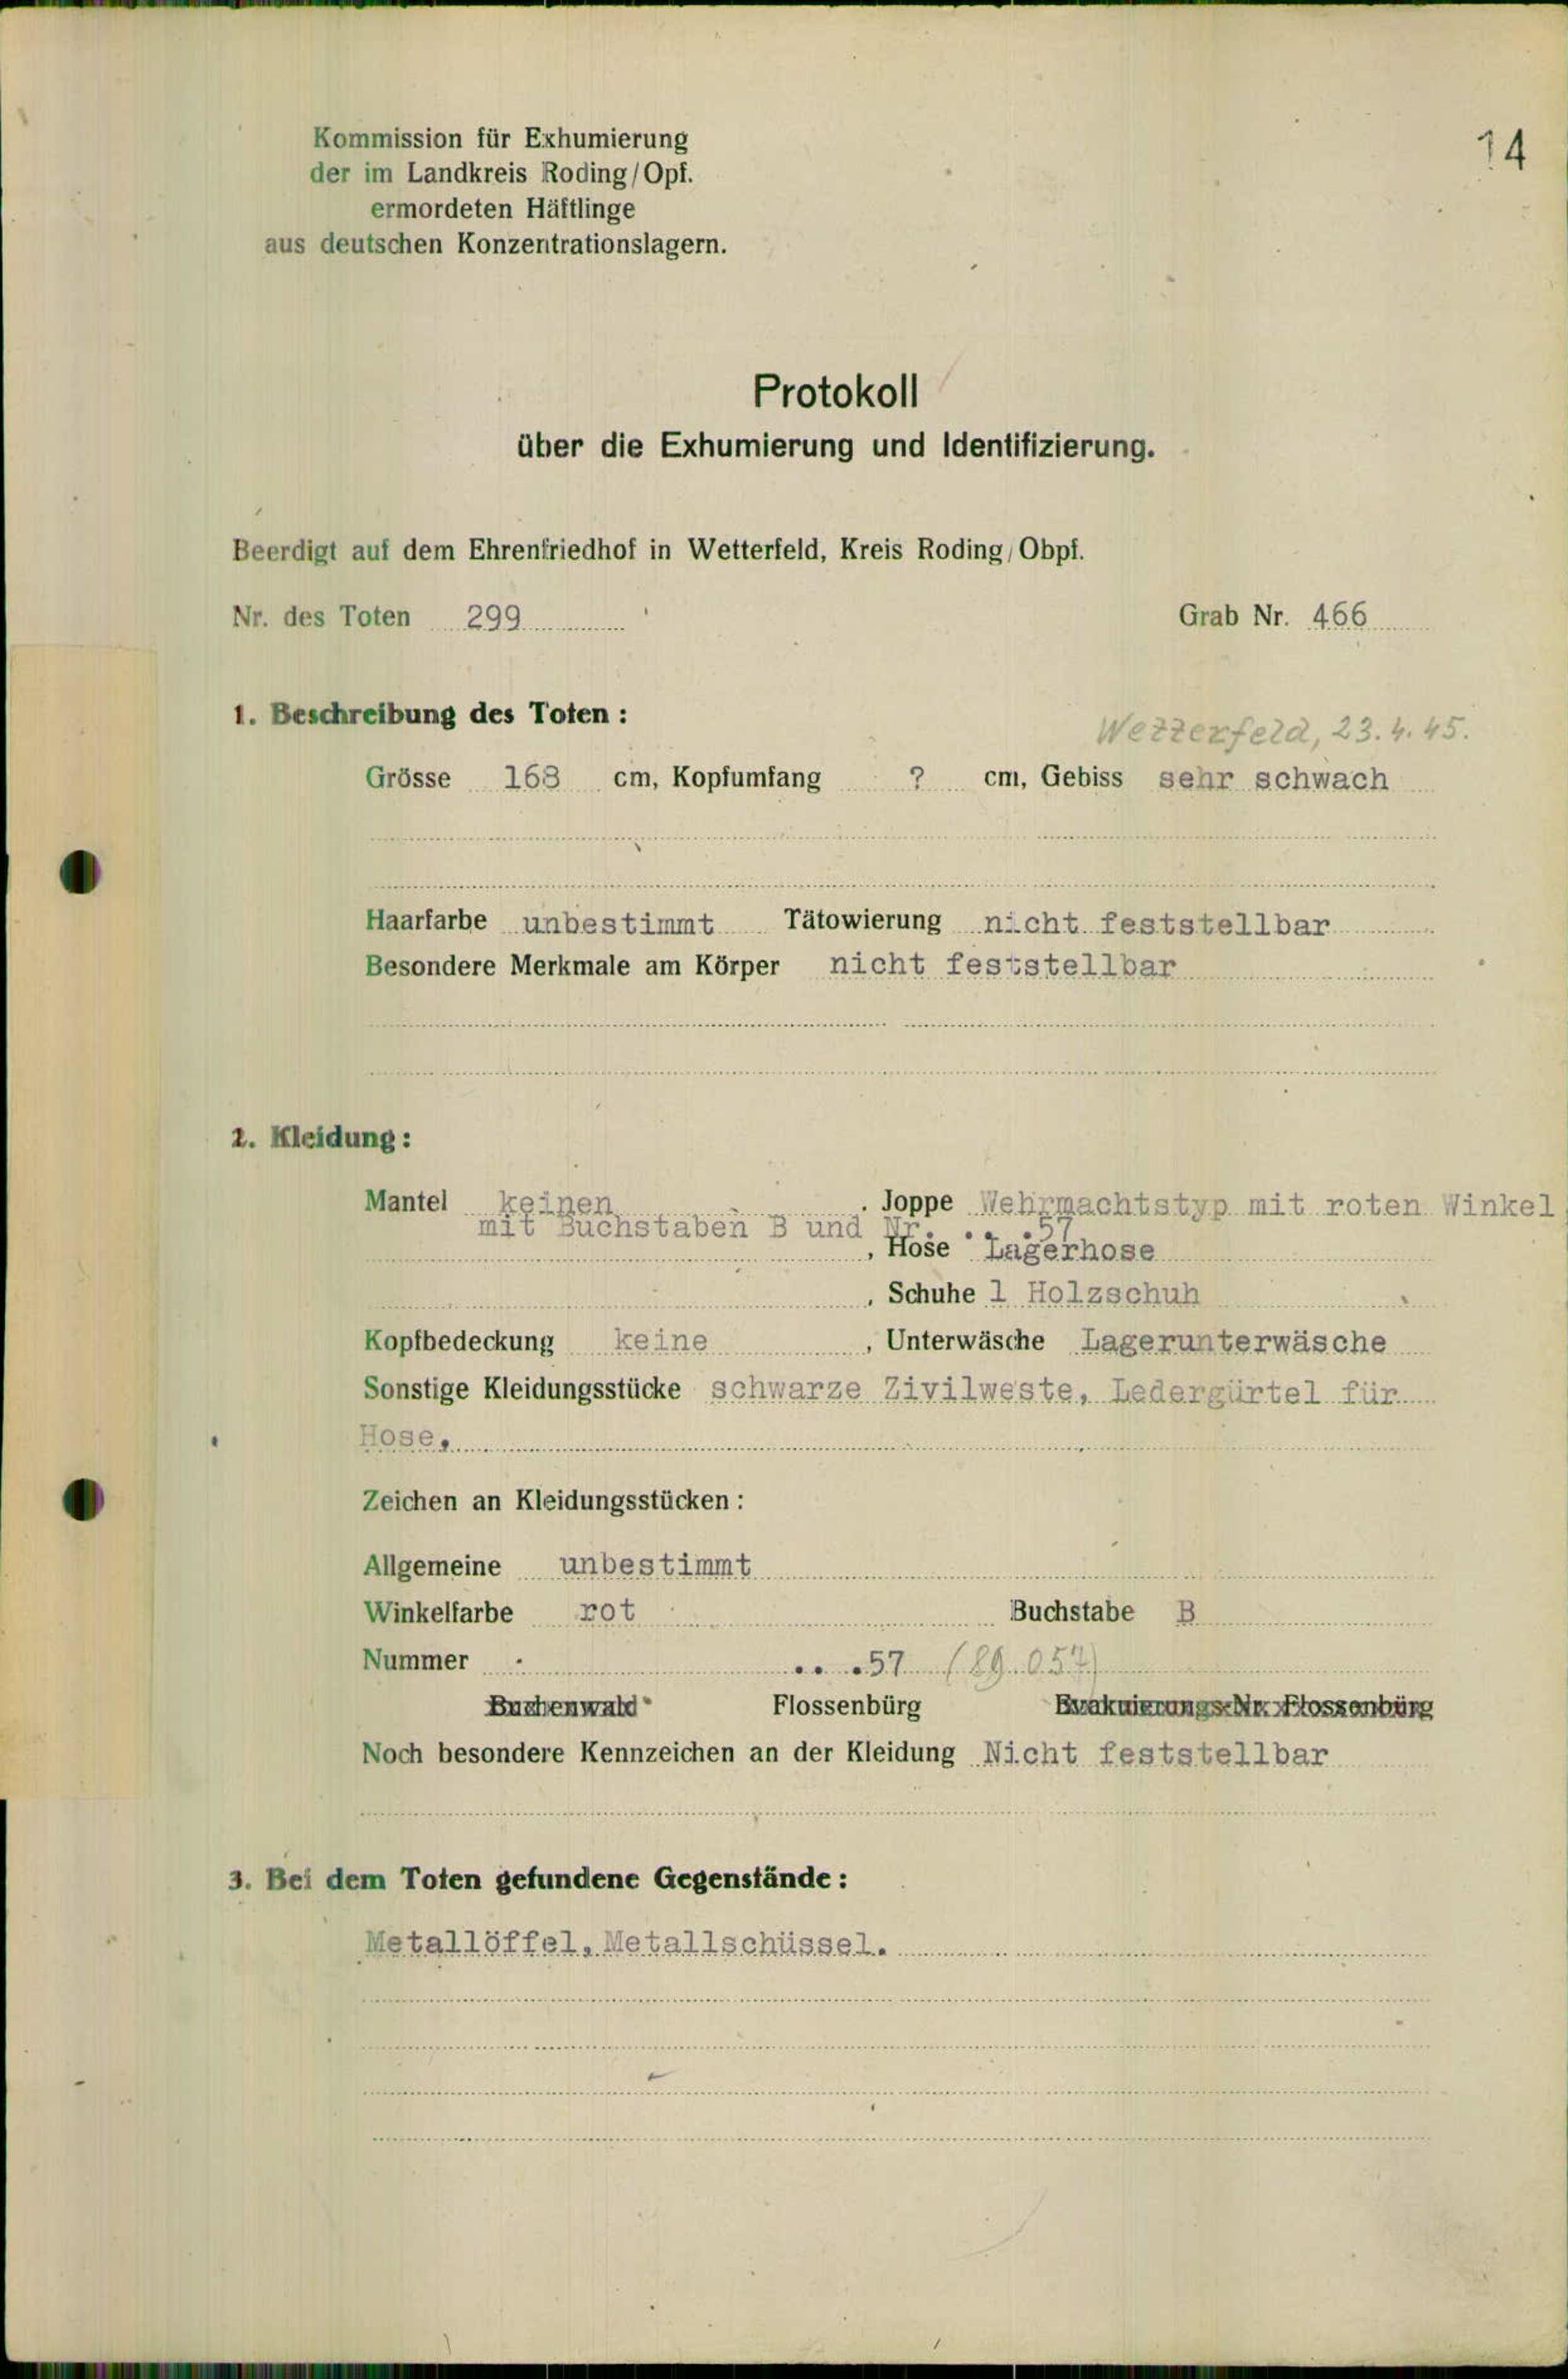 14
Kommission für Exhumierung
der im Landkreis Roding/Opf.
ermordeten Häftlinge
aus deutschen Konzentrationslagern.
Protokoll
über die Exhumierung und Identifizierung.
Beerdigt auf dem Ehrenfriedhof in Wetterfeld, Kreis Roding/Obpf.
Nr. des Toten 299 Grab Nr. 466
1. Beschreibung des Toten :
Wetterfeld, 23.4.45.
Grösse 168 cm, Kopfumfang ? cm, Gebiss sehr schwach
Haarfarbe unbestimmt Tätowierung nicht feststellbar
Besondere Merkmale am Körper nicht feststellbar
2. Kleidung :
Mantel keinen , Joppe Wehrmachtstyp mit roten Winkel
mit Buchstaben B und Nr. . . .57
, Hose Lagerhose
, Schuhe 1 Holzschuh
Kopfbedeckung keine , Unterwäsche Lagerunterwäsche
Sonstige Kleidungsstücke schwarze Zivilweste, Ledergürtel für
Hose.
Zeichen an Kleidungsstücken :
Allgemeine unbestimmt
Winkelfarbe rot Buchstabe B
Nummer . . .57 (89.057)
Buchenwald Flossenbürg Evakuierungs-Nr. Flossenbürg
Noch besondere Kennzeichen an der Kleidung Nicht feststellbar
3. Bei dem Toten gefundene Gegenstände :
Metallöffel, Metallschüssel.